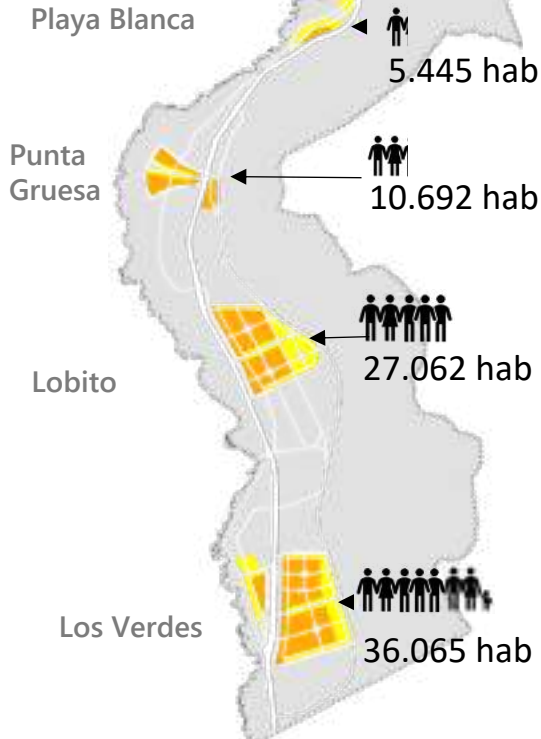 Playa Blanca
5.445 hab
Punta
Gruesa
10.692 hab
27.062 hab
Lobito
Los Verdes
36.065 hab